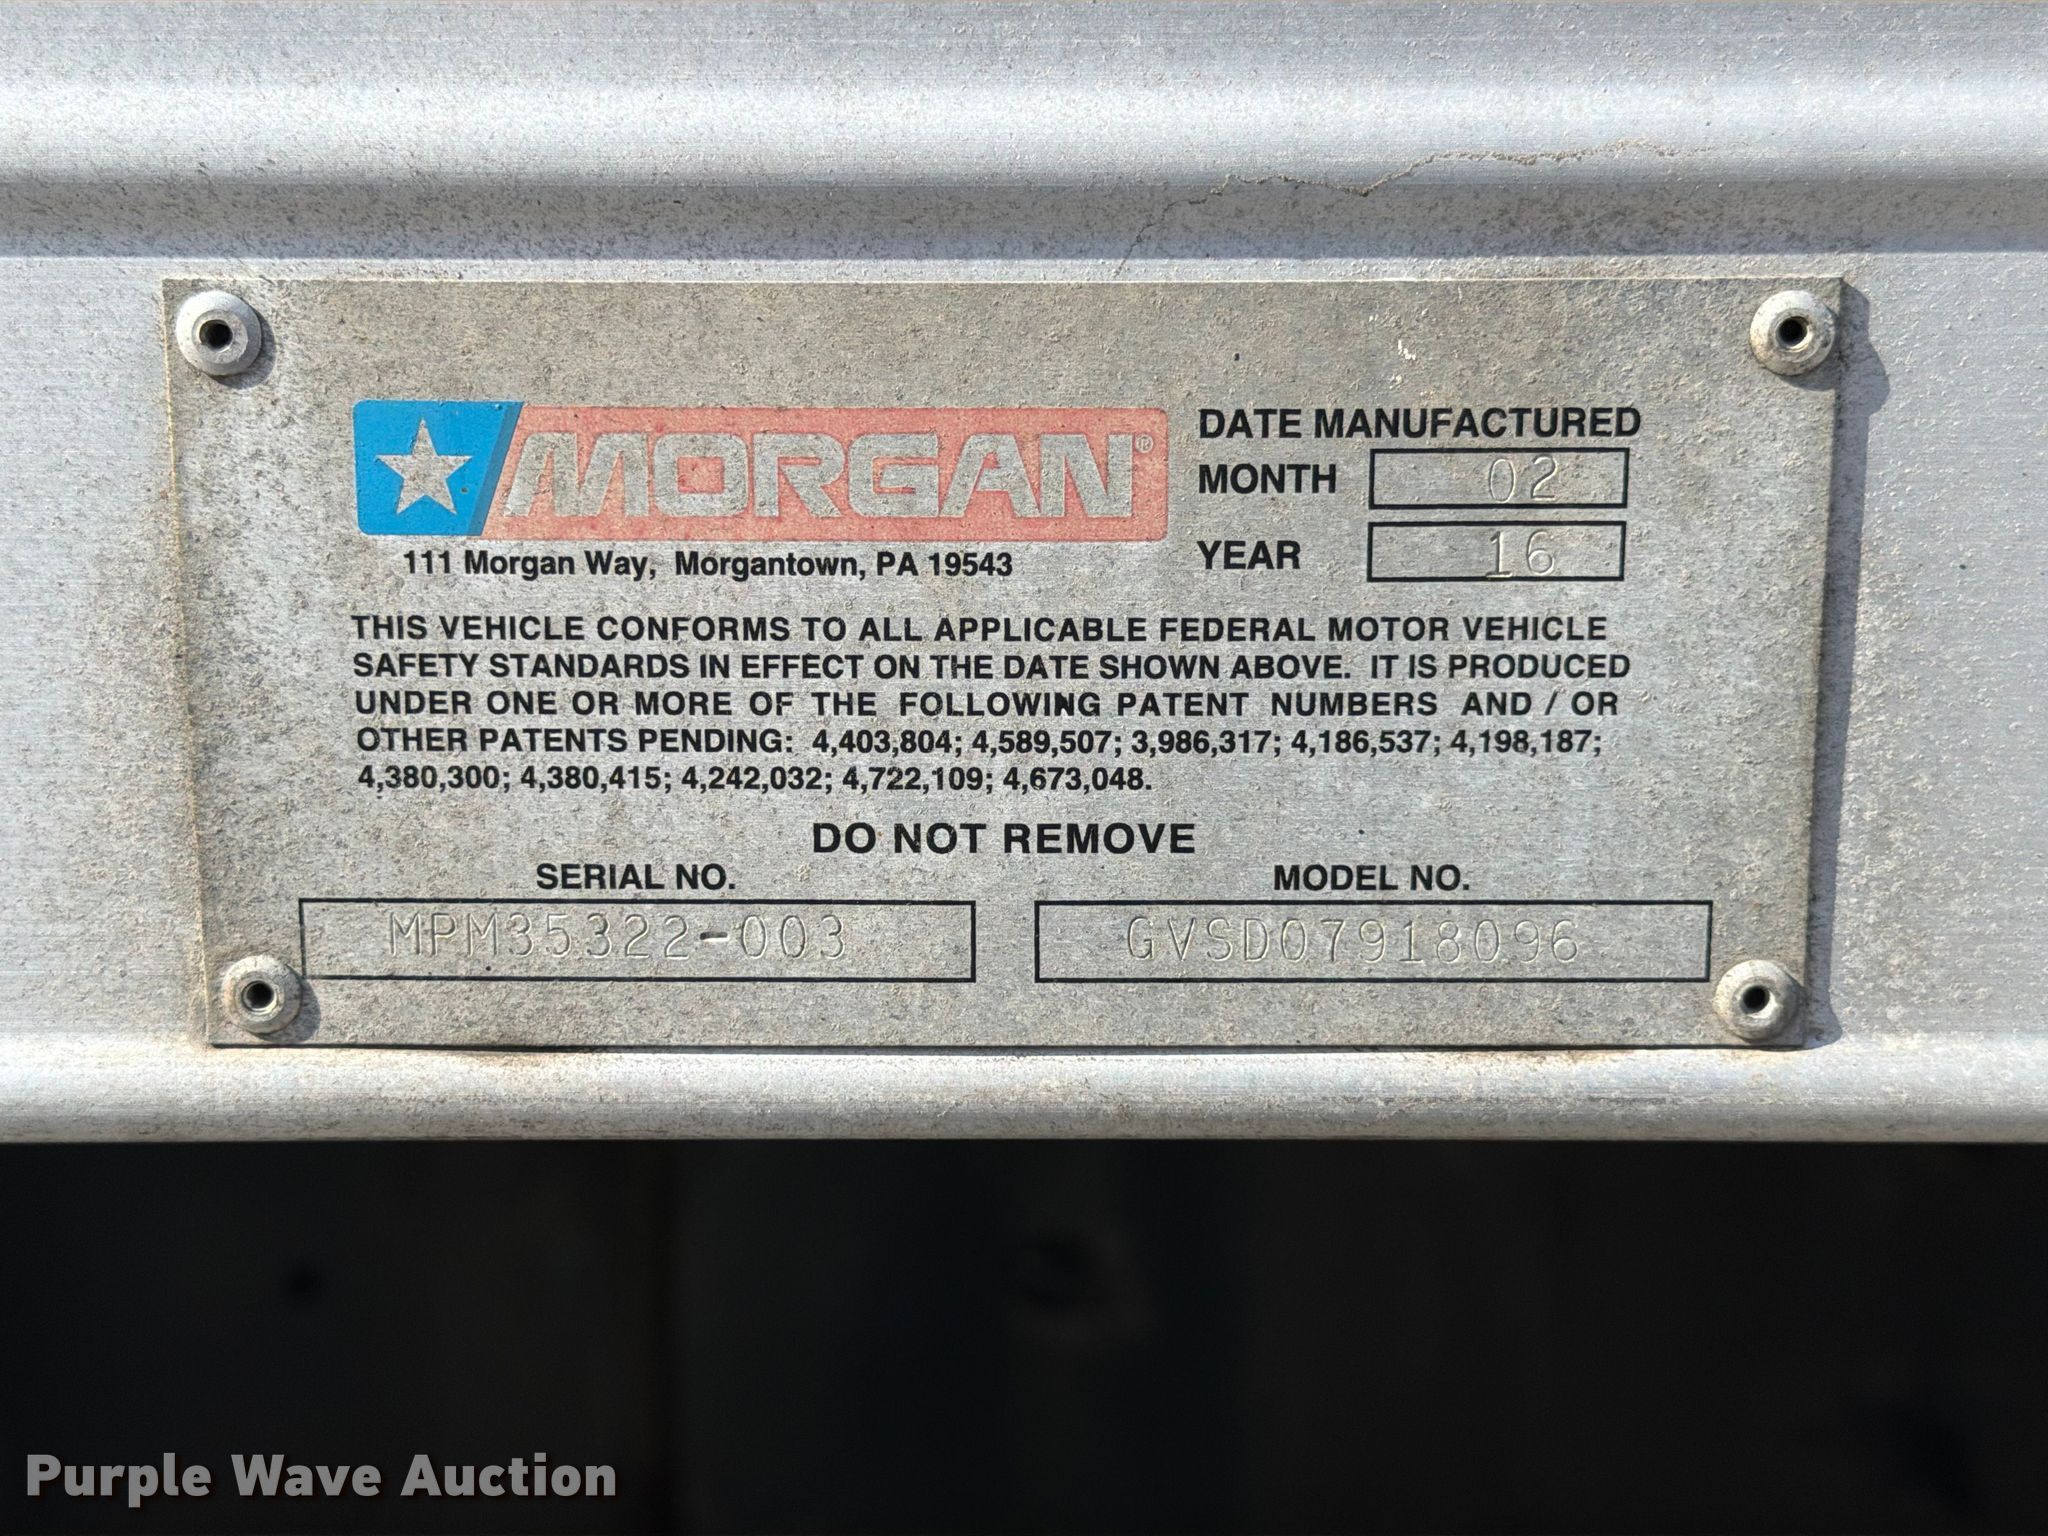 MORGAN®
111 Morgan Way, Morgantown, PA 19543
DATE MANUFACTURED
MONTH 02
YEAR 16
THIS VEHICLE CONFORMS TO ALL APPLICABLE FEDERAL MOTOR VEHICLE
SAFETY STANDARDS IN EFFECT ON THE DATE SHOWN ABOVE. IT IS PRODUCED
UNDER ONE OR MORE OF THE FOLLOWING PATENT NUMBERS AND / OR
OTHER PATENTS PENDING: 4,403,804; 4,589,507; 3,986,317; 4,186,537; 4,198,187;
4,380,300; 4,380,415; 4,242,032; 4,722,109; 4,673,048.
DO NOT REMOVE
SERIAL NO.
MPM35322-003
MODEL NO.
GVSD07918096
Purple Wave Auction